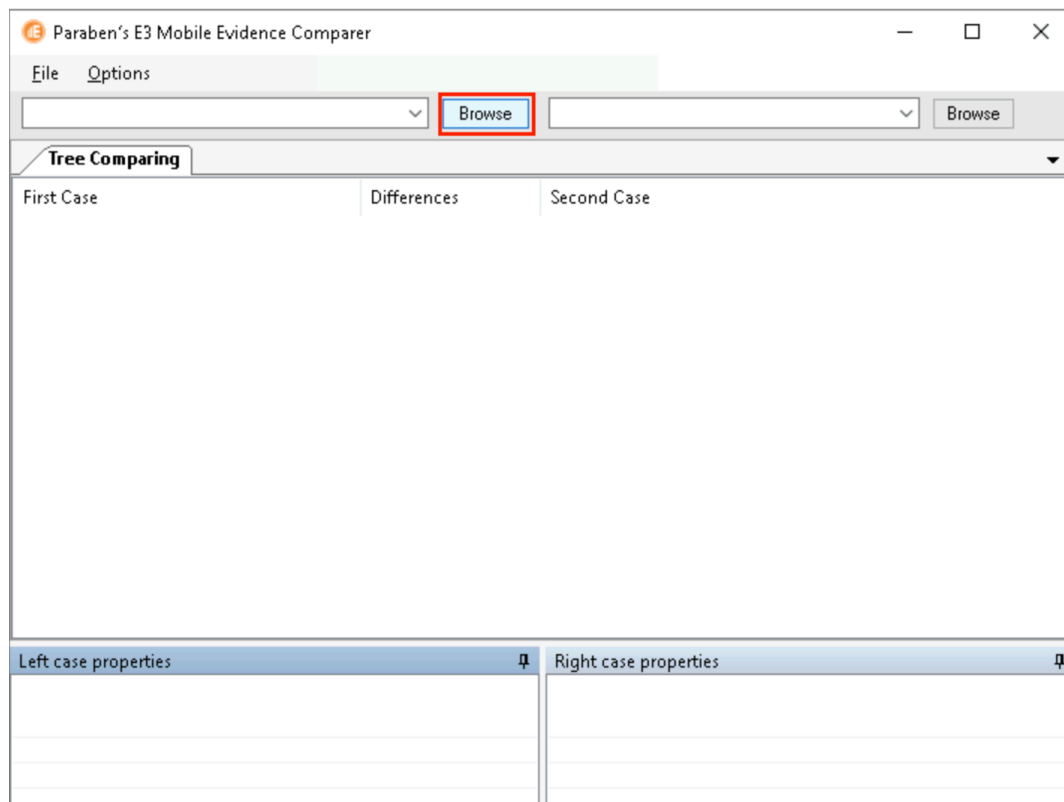 Paraben's E3 Mobile Evidence Comparer
File Options
Browse Browse
Tree Comparing
First Case Differences Second Case
Left case properties Right case properties